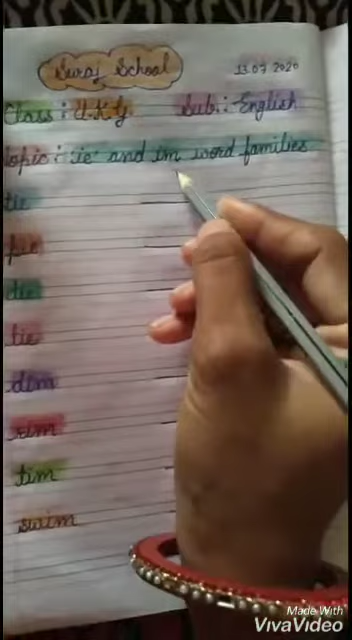 Suraj School
13.07 2020
Class : U.K.G. Sub. : English
Topic : 'ie' and im word families
tie
pie
die
lie
dim
rim
tim
swim
Made With
VivaVideo